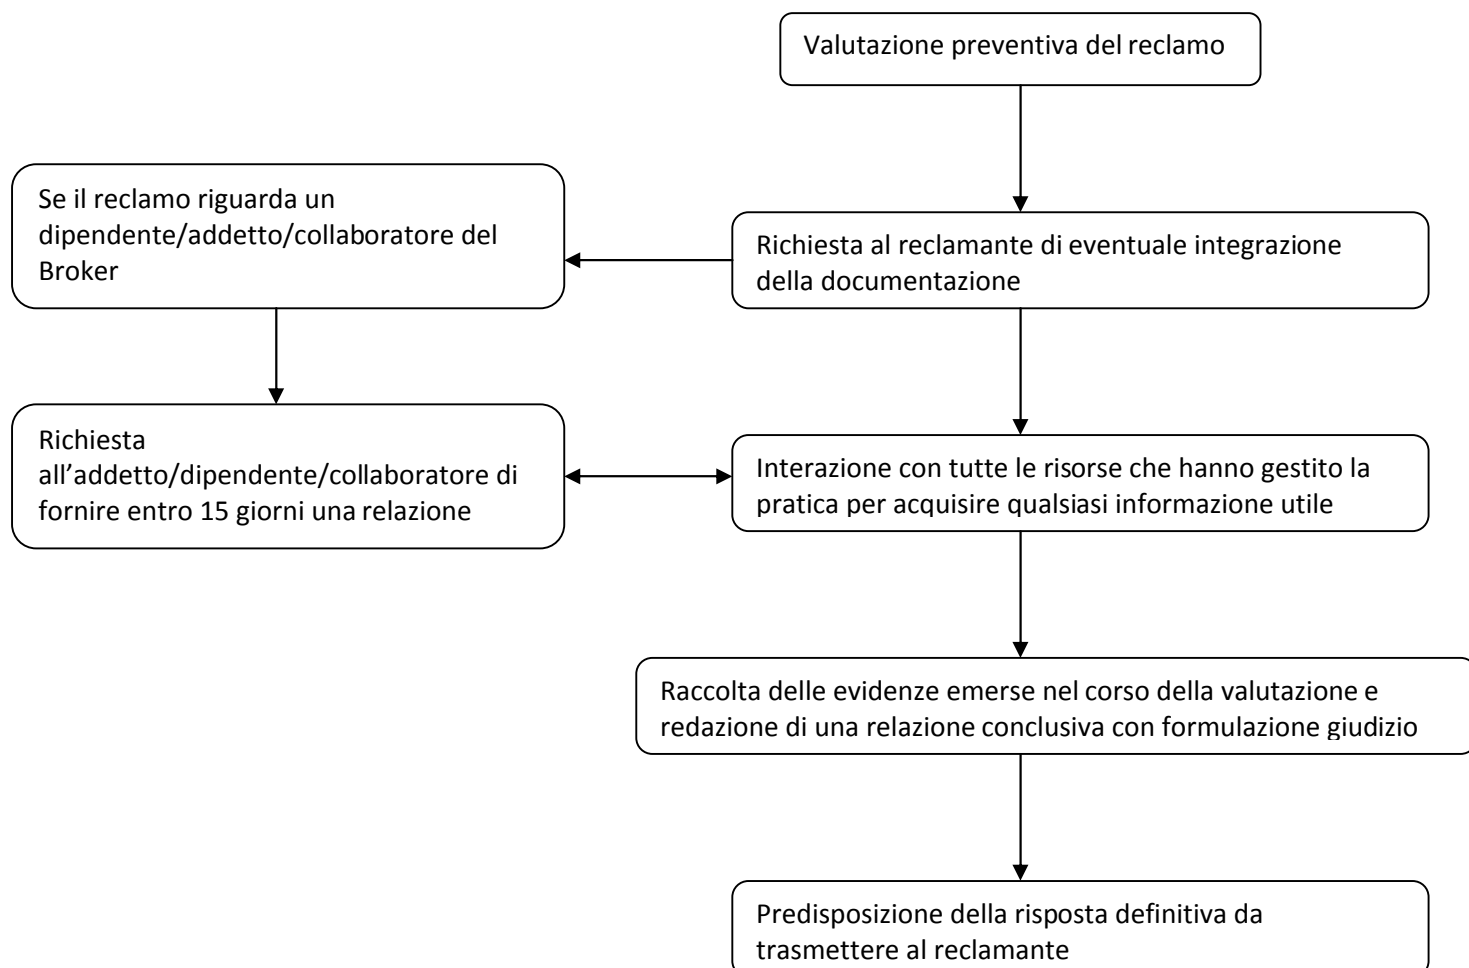 Valutazione preventiva del reclamo
Se il reclamo riguarda un
dipendente/addetto/collaboratore del
Broker
Richiesta al reclamante di eventuale integrazione
della documentazione
Richiesta
all’addetto/dipendente/collaboratore di
fornire entro 15 giorni una relazione
Interazione con tutte le risorse che hanno gestito la
pratica per acquisire qualsiasi informazione utile
Raccolta delle evidenze emerse nel corso della valutazione e
redazione di una relazione conclusiva con formulazione giudizio
Predisposizione della risposta definitiva da
trasmettere al reclamante